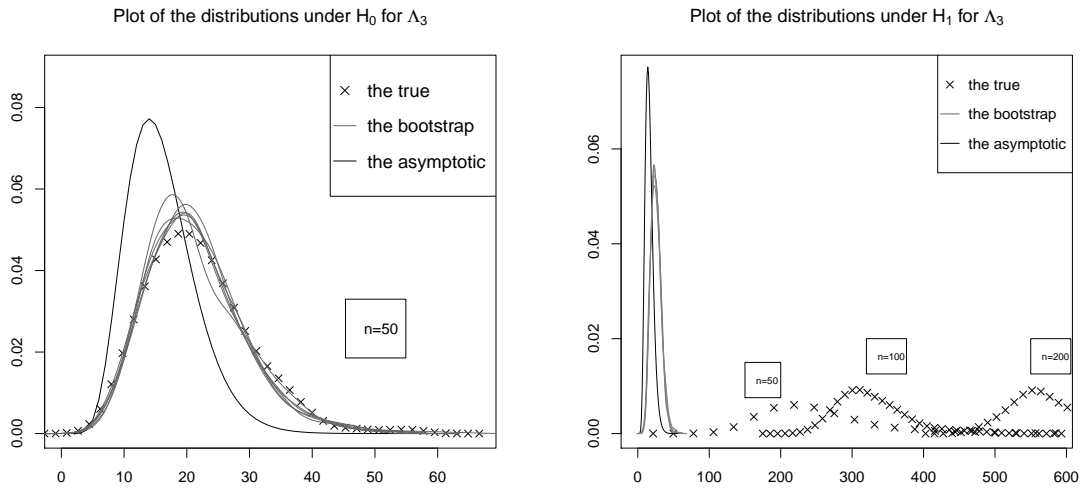 Plot of the distributions under H₀ for Λ₃
the true
the bootstrap
the asymptotic
n=50
0.00
0.02
0.04
0.06
0.08
0
10
20
30
40
50
60
Plot of the distributions under H₁ for Λ₃
the true
the bootstrap
the asymptotic
n=50
n=100
n=200
0.00
0.02
0.04
0.06
0
100
200
300
400
500
600